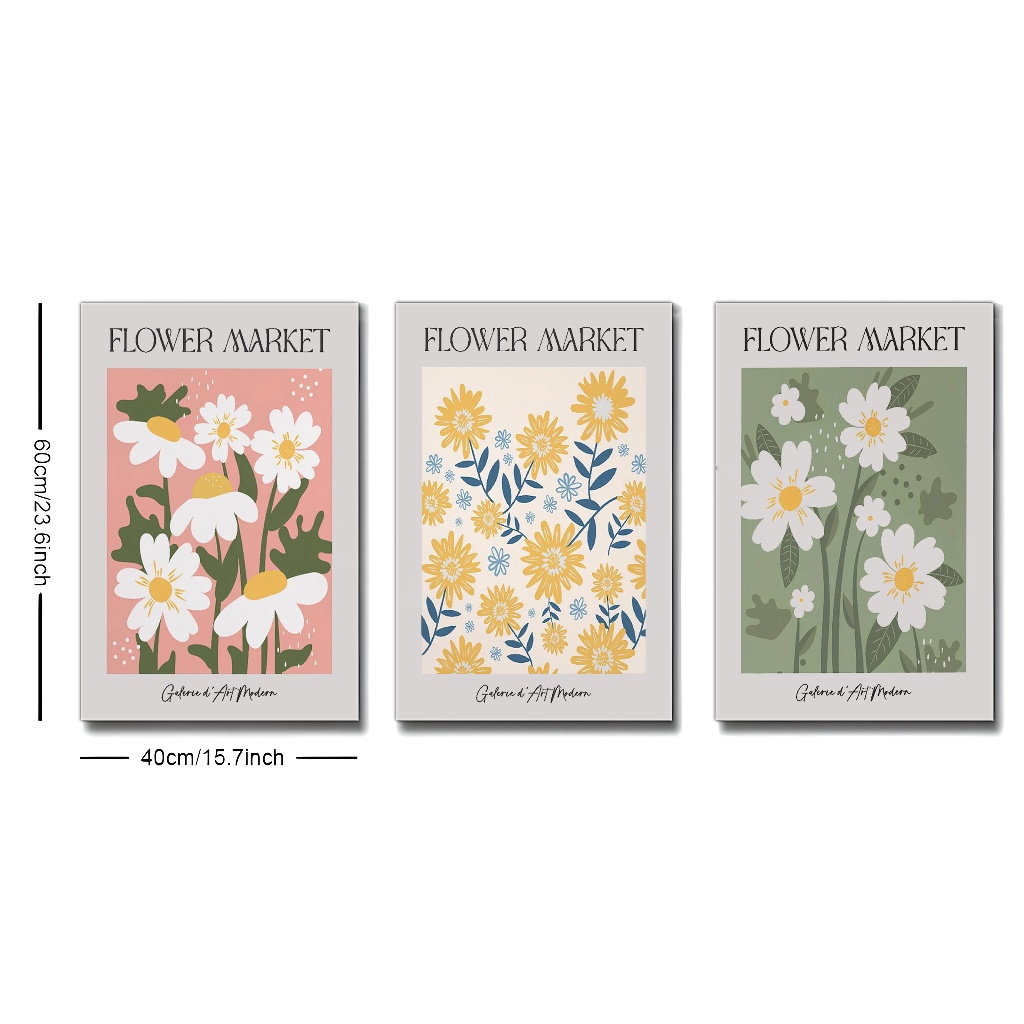 FLOWER MARKET
Galerie d'Art Modern
FLOWER MARKET
Galerie d'Art Modern
FLOWER MARKET
Galerie d'Art Modern
60cm/23.6inch
40cm/15.7inch